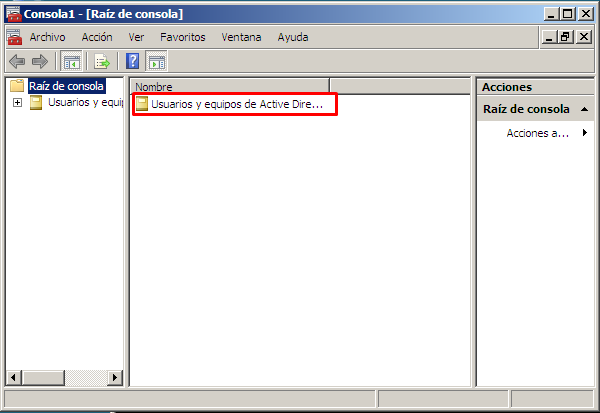 Consola1 - [Raíz de consola]
Archivo Acción Ver Favoritos Ventana Ayuda
Raíz de consola
Usuarios y equip
Nombre
Usuarios y equipos de Active Dire...
Acciones
Raíz de consola
Acciones a...